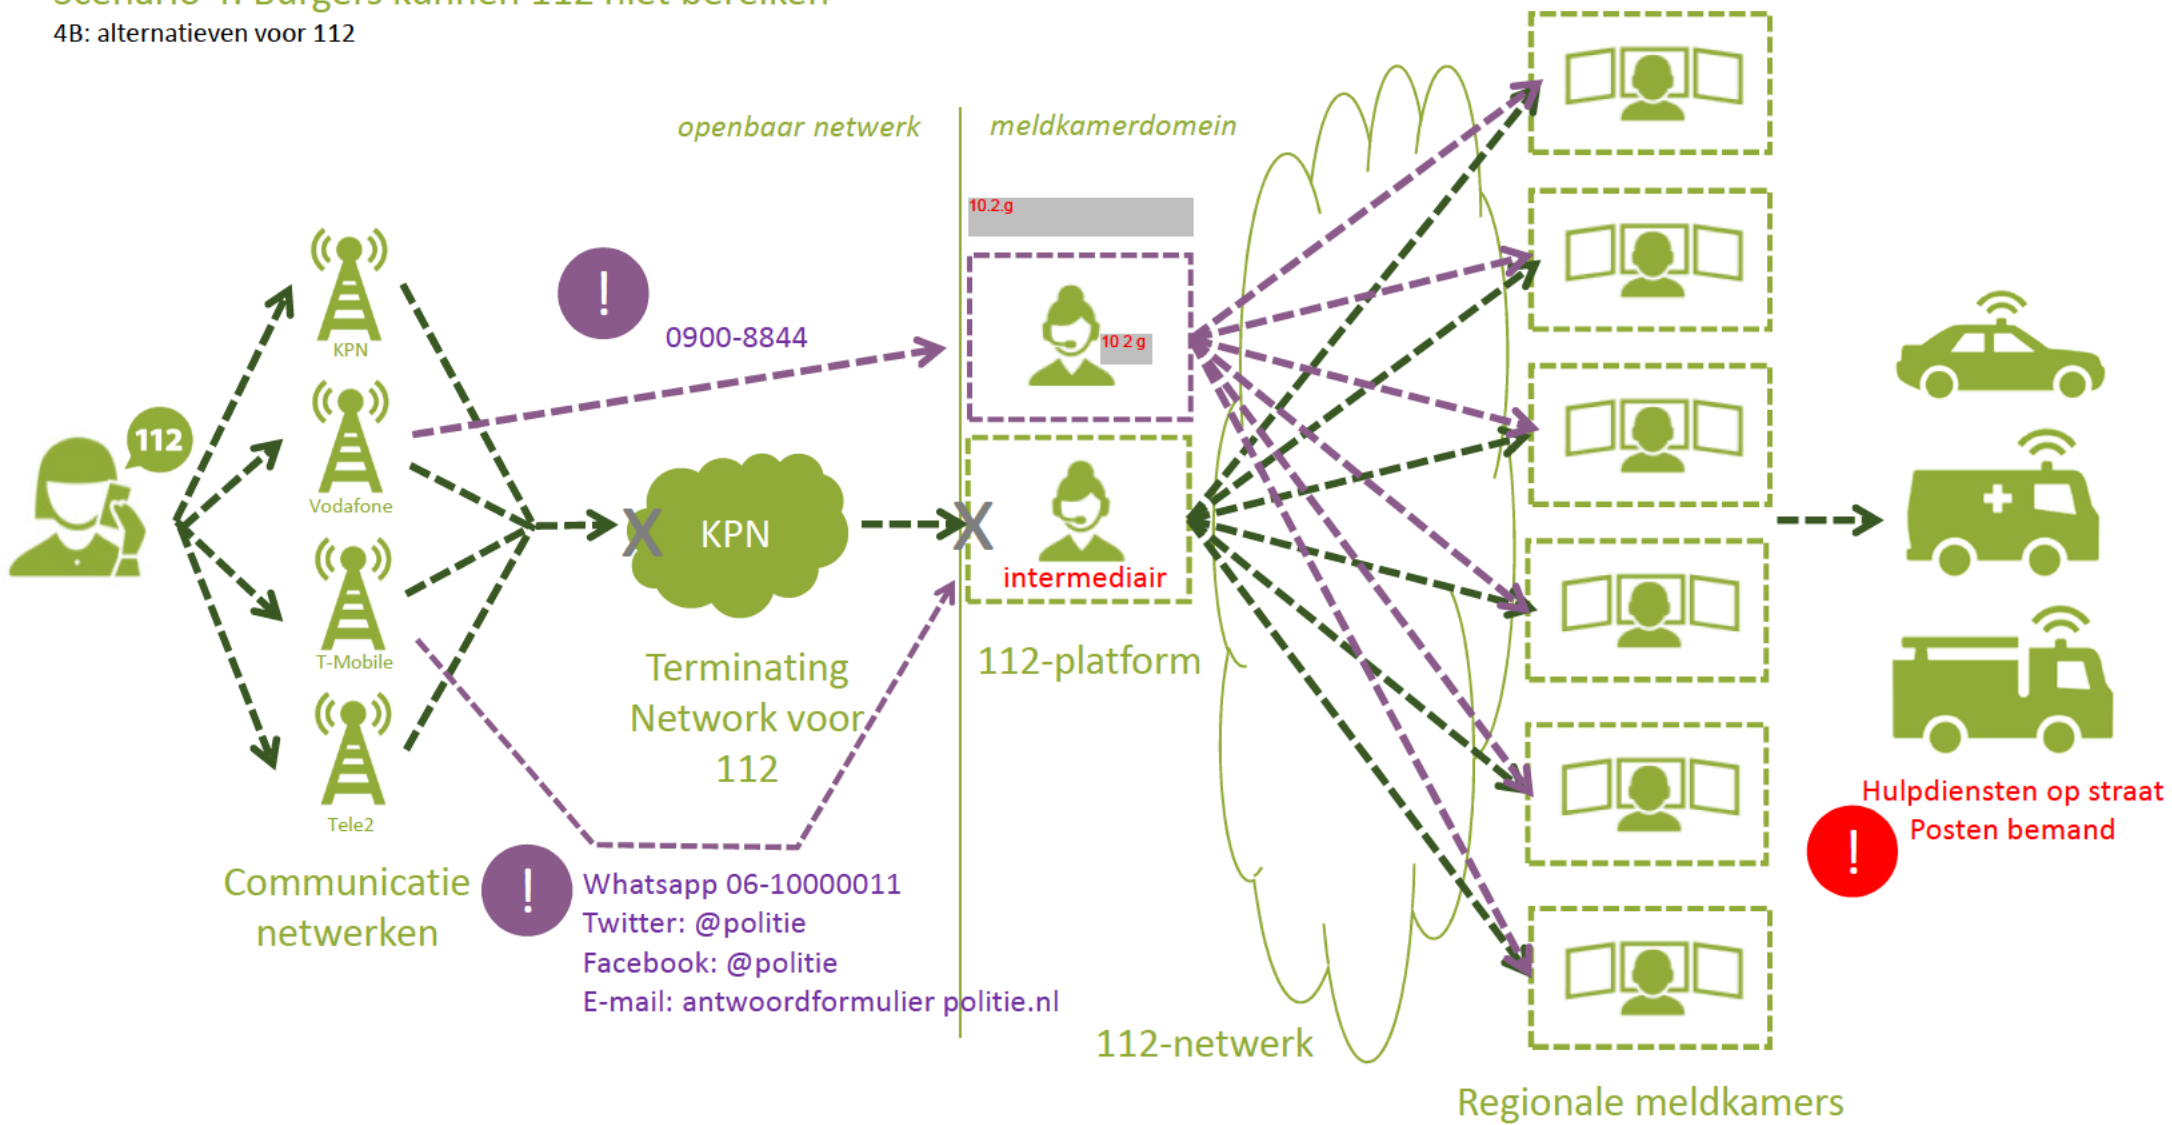 4B: alternatieven voor 112
openbaar netwerk
meldkamerdomein
10.2.g
112
KPN
Vodafone
T-Mobile
Tele2
Communicatie
netwerken
0900-8844
!
10 2 g
X
KPN
X
intermediair
Terminating
Network voor
112
112-platform
!
Whatsapp 06-10000011
Twitter: @politie
Facebook: @politie
E-mail: antwoordformulier politie.nl
112-netwerk
Regionale meldkamers
Hulpdiensten op straat
Posten bemand
!